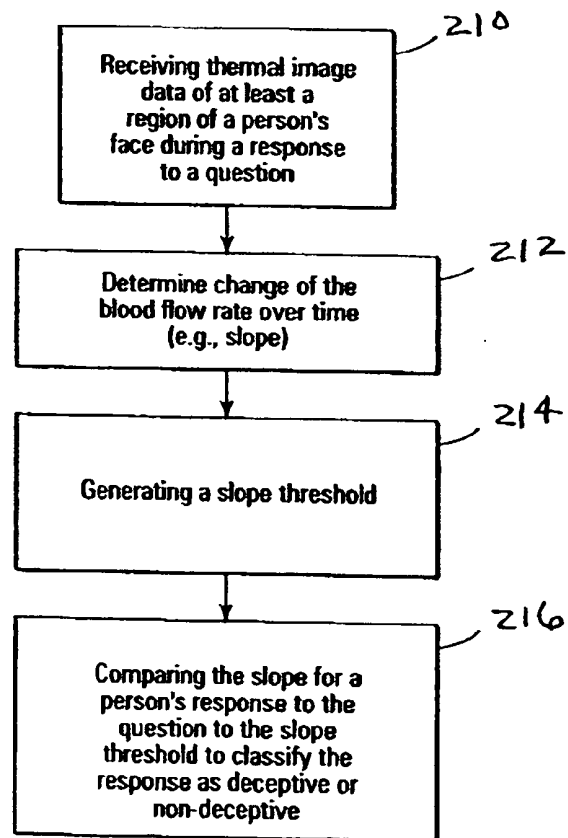 210
Receiving thermal image
data of at least a
region of a person's
face during a response
to a question
212
Determine change of the
blood flow rate over time
(e.g., slope)
214
Generating a slope threshold
216
Comparing the slope for a
person's response to the
question to the slope
threshold to classify the
response as deceptive or
non-deceptive